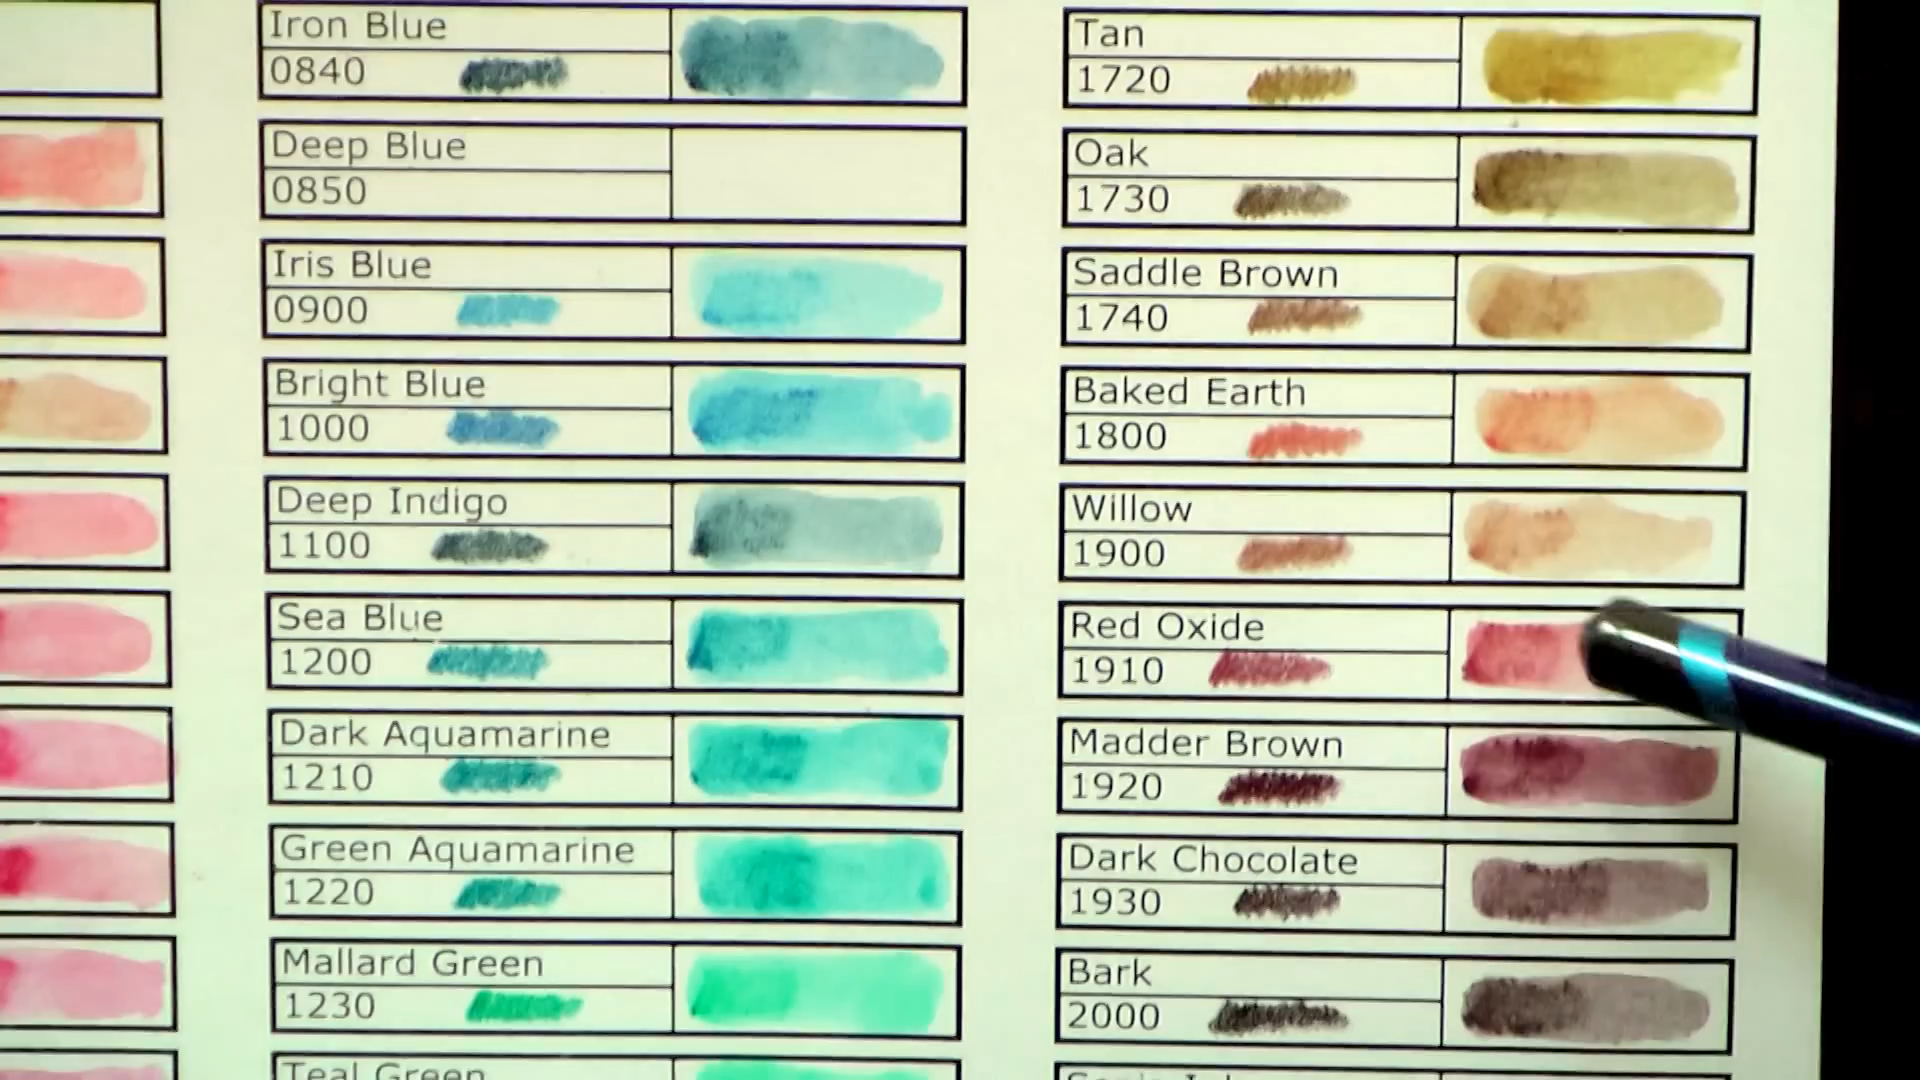 Iron Blue
0840
Deep Blue
0850
Iris Blue
0900
Bright Blue
1000
Deep Indigo
1100
Sea Blue
1200
Dark Aquamarine
1210
Green Aquamarine
1220
Mallard Green
1230
Teal Green
Tan
1720
Oak
1730
Saddle Brown
1740
Baked Earth
1800
Willow
1900
Red Oxide
1910
Madder Brown
1920
Dark Chocolate
1930
Bark
2000